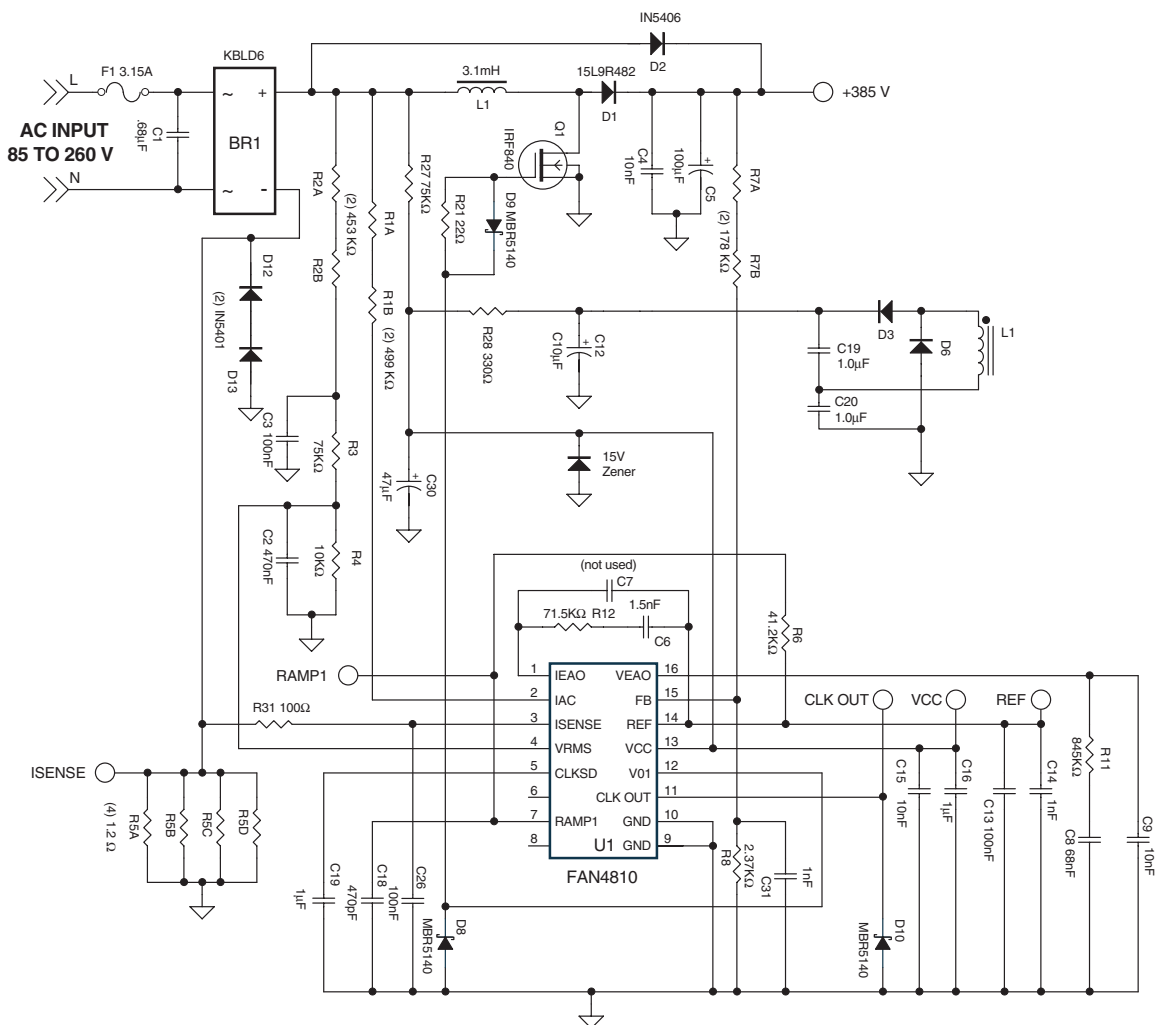 IN5406
D2
KBLD6
F1 3.15A
L
3.1mH
L1
15L9R482
D1
+385 V
~
+
BR1
~
-
AC INPUT
85 TO 260 V
C1
.68μF
N
Q1
IRF840
C4
10nF
100μF
+
C5
R7A
(2) 178 KΩ
R7B
R2A
(2) 453 KΩ
R2B
R27 75KΩ
R21 22Ω
D9 MBR5140
R1A
R1B
(2) 499 KΩ
D12
(2) IN5401
D13
R28 330Ω
+
C12
C10μF
D3
D6
L1
C19
1.0μF
C20
1.0μF
C3 100nF
R3
75KΩ
+
C30
47μF
15V
Zener
C2 470nF
R4
10KΩ
(not used)
C7
71.5KΩ R12
1.5nF
C6
R6
41.2KΩ
RAMP1
1 IEAO VEAO 16
2 IAC FB 15
3 ISENSE REF 14
4 VRMS VCC 13
5 CLKSD V01 12
6 CLK OUT 11
7 RAMP1 GND 10
8 U1 GND 9
FAN4810
R31 100Ω
ISENSE
(4) 1.2 Ω
R5A
R5B
R5C
R5D
CLK OUT
VCC
REF
R11
845KΩ
C15
10nF
C16
1μF
C13 100nF
C14
1nF
C8 68nF
C9
10nF
C19
1μF
C18
470pF
C26
100nF
D8
MBR5140
R8
2.37KΩ
C31
1nF
D10
MBR5140